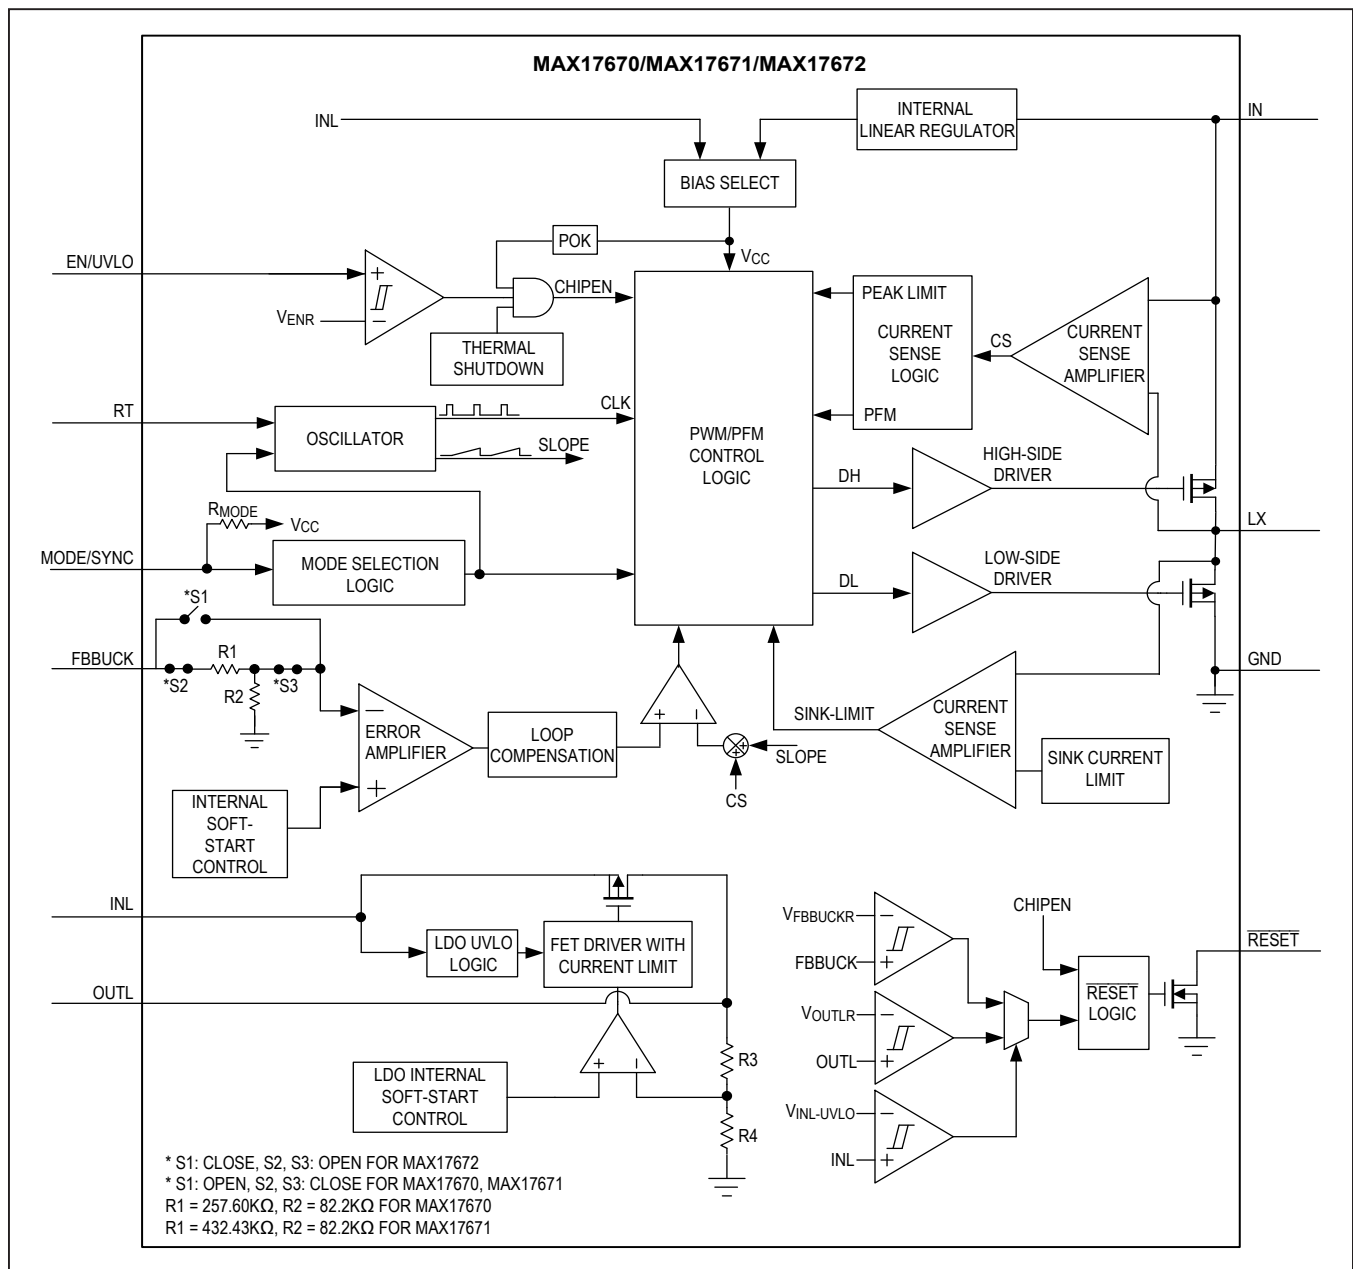 MAX17670/MAX17671/MAX17672
INTERNAL
LINEAR REGULATOR
IN
INL
BIAS SELECT
POK
VCC
EN/UVLO
+
−
VENR
CHIPEN
THERMAL
SHUTDOWN
PEAK LIMIT
CURRENT
SENSE
LOGIC
PFM
CS
CURRENT
SENSE
AMPLIFIER
RT
OSCILLATOR
CLK
SLOPE
PWM/PFM
CONTROL
LOGIC
DH
HIGH-SIDE
DRIVER
LX
RMODE
VCC
MODE/SYNC
MODE SELECTION
LOGIC
DL
LOW-SIDE
DRIVER
*S1
FBBUCK
*S2
R1
*S3
R2
GND
−
ERROR
AMPLIFIER
+
LOOP
COMPENSATION
+
−
+
+
SLOPE
CS
SINK-LIMIT
CURRENT
SENSE
AMPLIFIER
SINK CURRENT
LIMIT
INTERNAL
SOFT-
START
CONTROL
INL
LDO UVLO
LOGIC
FET DRIVER WITH
CURRENT LIMIT
OUTL
+
−
R3
R4
LDO INTERNAL
SOFT-START
CONTROL
VFBBUCKR
−
FBBUCK
+
VOUTLR
−
OUTL
+
VINL-UVLO
−
INL
+
CHIPEN
RESET
LOGIC
RESET
* S1: CLOSE, S2, S3: OPEN FOR MAX17672
* S1: OPEN, S2, S3: CLOSE FOR MAX17670, MAX17671
R1 = 257.60KΩ, R2 = 82.2KΩ FOR MAX17670
R1 = 432.43KΩ, R2 = 82.2KΩ FOR MAX17671